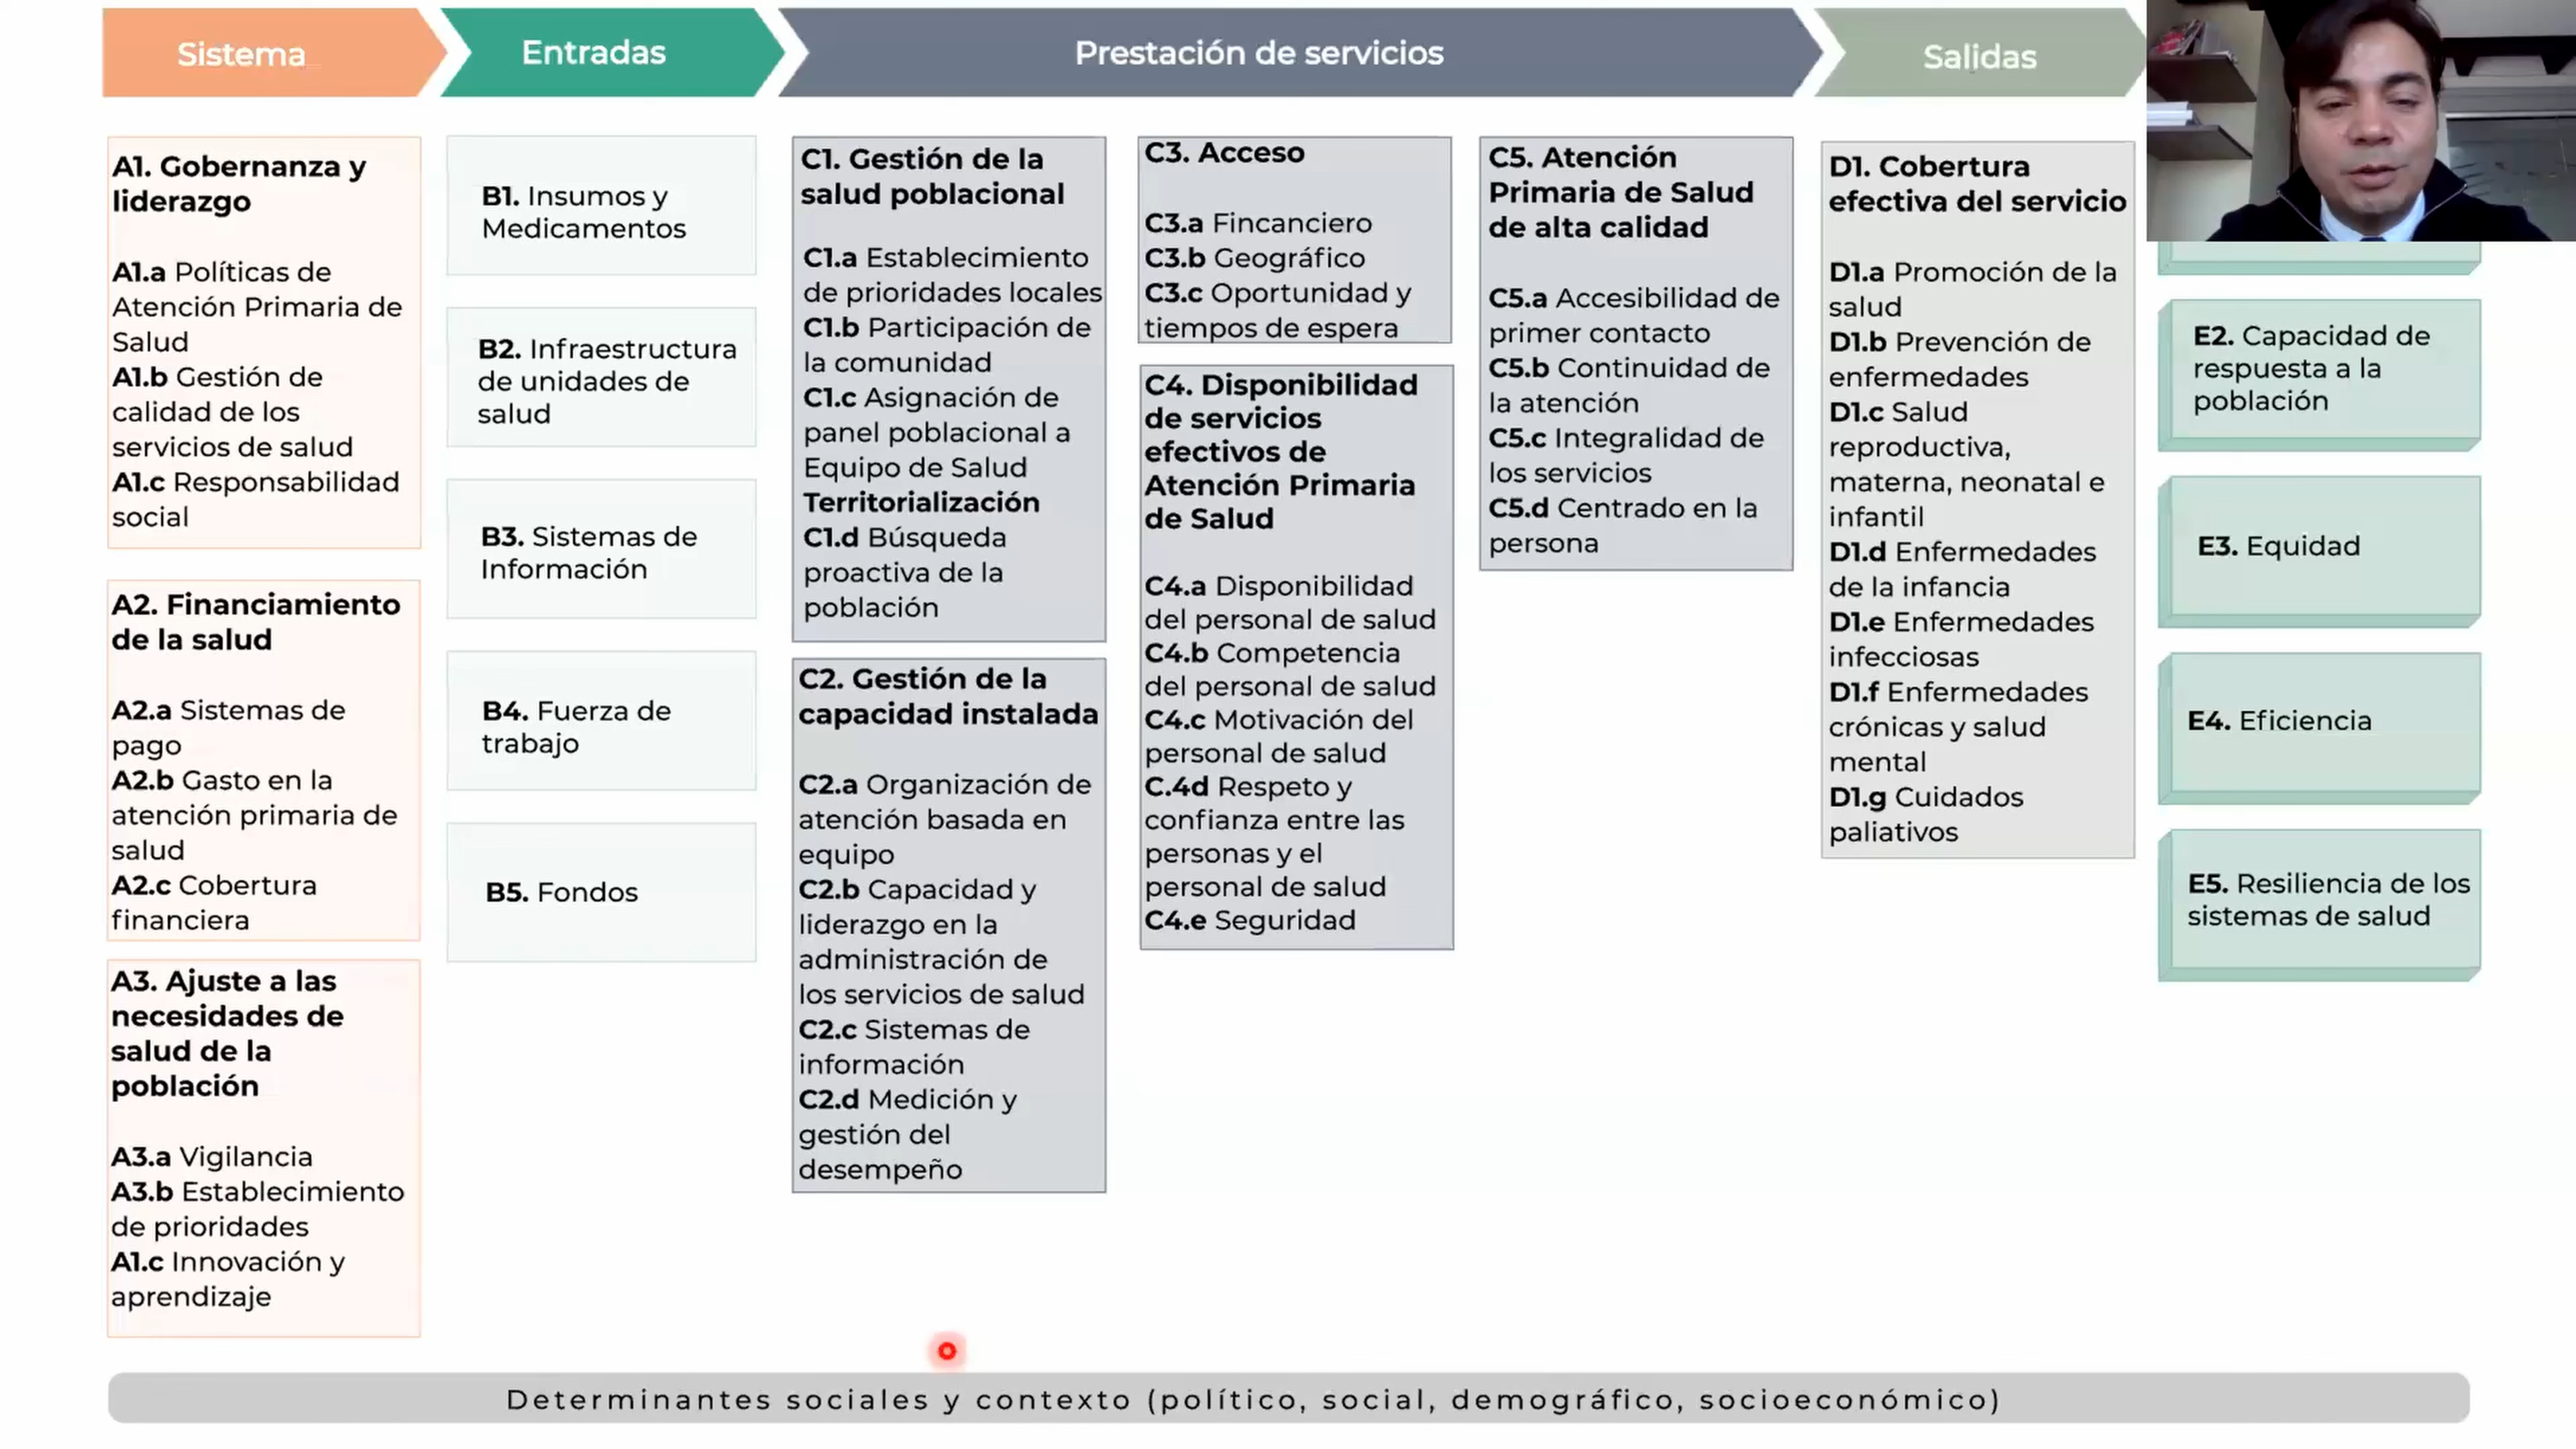 Sistema
Entradas
Prestación de servicios
Salidas
A1. Gobernanza y
liderazgo
A1.a Políticas de
Atención Primaria de
Salud
A1.b Gestión de
calidad de los
servicios de salud
A1.c Responsabilidad
social
A2. Financiamiento
de la salud
A2.a Sistemas de
pago
A2.b Gasto en la
atención primaria de
salud
A2.c Cobertura
financiera
A3. Ajuste a las
necesidades de
salud de la
población
A3.a Vigilancia
A3.b Establecimiento
de prioridades
A1.c Innovación y
aprendizaje
B1. Insumos y
Medicamentos
B2. Infraestructura
de unidades de
salud
B3. Sistemas de
Información
B4. Fuerza de
trabajo
B5. Fondos
C1. Gestión de la
salud poblacional
C1.a Establecimiento
de prioridades locales
C1.b Participación de
la comunidad
C1.c Asignación de
panel poblacional a
Equipo de Salud
Territorialización
C1.d Búsqueda
proactiva de la
población
C2. Gestión de la
capacidad instalada
C2.a Organización de
atención basada en
equipo
C2.b Capacidad y
liderazgo en la
administración de
los servicios de salud
C2.c Sistemas de
información
C2.d Medición y
gestión del
desempeño
C3. Acceso
C3.a Fincanciero
C3.b Geográfico
C3.c Oportunidad y
tiempos de espera
C4. Disponibilidad
de servicios
efectivos de
Atención Primaria
de Salud
C4.a Disponibilidad
del personal de salud
C4.b Competencia
del personal de salud
C4.c Motivación del
personal de salud
C.4d Respeto y
confianza entre las
personas y el
personal de salud
C4.e Seguridad
C5. Atención
Primaria de Salud
de alta calidad
C5.a Accesibilidad de
primer contacto
C5.b Continuidad de
la atención
C5.c Integralidad de
los servicios
C5.d Centrado en la
persona
D1. Cobertura
efectiva del servicio
D1.a Promoción de la
salud
D1.b Prevención de
enfermedades
D1.c Salud
reproductiva,
materna, neonatal e
infantil
D1.d Enfermedades
de la infancia
D1.e Enfermedades
infecciosas
D1.f Enfermedades
crónicas y salud
mental
D1.g Cuidados
paliativos
E2. Capacidad de
respuesta a la
población
E3. Equidad
E4. Eficiencia
E5. Resiliencia de los
sistemas de salud
Determinantes sociales y contexto (político, social, demográfico, socioeconómico)